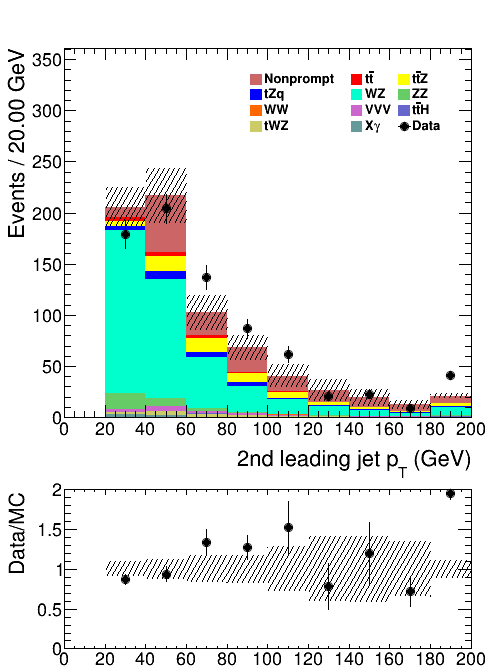 Events / 20.00 GeV
350
300
250
200
150
100
50
0
Nonprompt tt̄ tt̄Z
tZq WZ ZZ
WW VVV tt̄H
tWZ Xγ Data
0 20 40 60 80 100 120 140 160 180 200
2nd leading jet p_T (GeV)
Data/MC
2
1.5
1
0.5
0
0 20 40 60 80 100 120 140 160 180 200